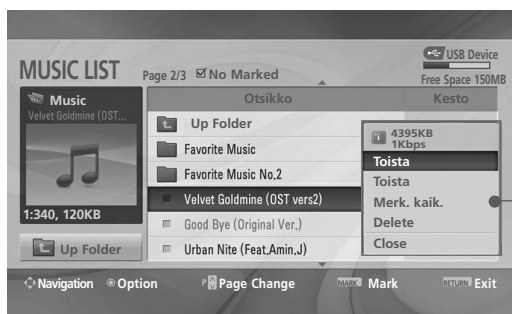 USB Device
MUSIC LIST
Page 2/3 No Marked
Free Space 150MB
Music
Velvet Goldmine (OST...
1:340, 120KB
Up Folder
Otsikko Kesto
Up Folder
Favorite Music
Favorite Music No.2
Velvet Goldmine (OST vers2)
Good Bye (Original Ver.)
Urban Nite (Feat.Amin.J)
4395KB
1Kbps
Toista
Toista
Merk. kaik.
Delete
Close
Navigation Option P Page Change MARK Mark RETURN Exit